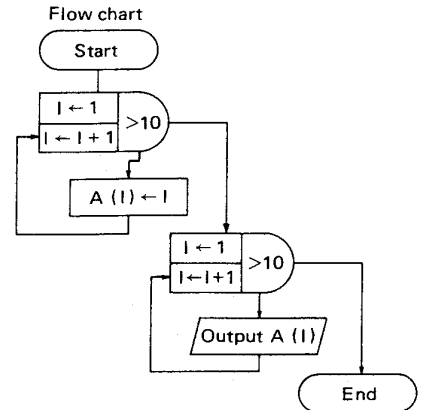 Flow chart
Start
I ← 1
>10
I ← I + 1
A (I) ← I
I ← 1
>10
I←I+1
Output A (I)
End